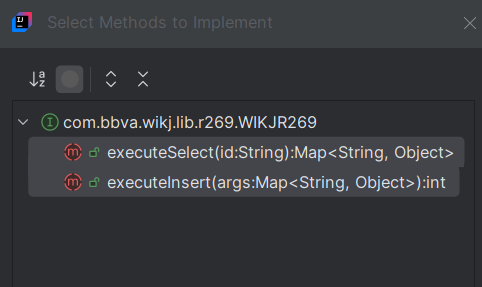 Select Methods to Implement
com.bbva.wikj.lib.r269.WIKJR269
executeSelect(id:String):Map<String, Object>
executeInsert(args:Map<String, Object>):int